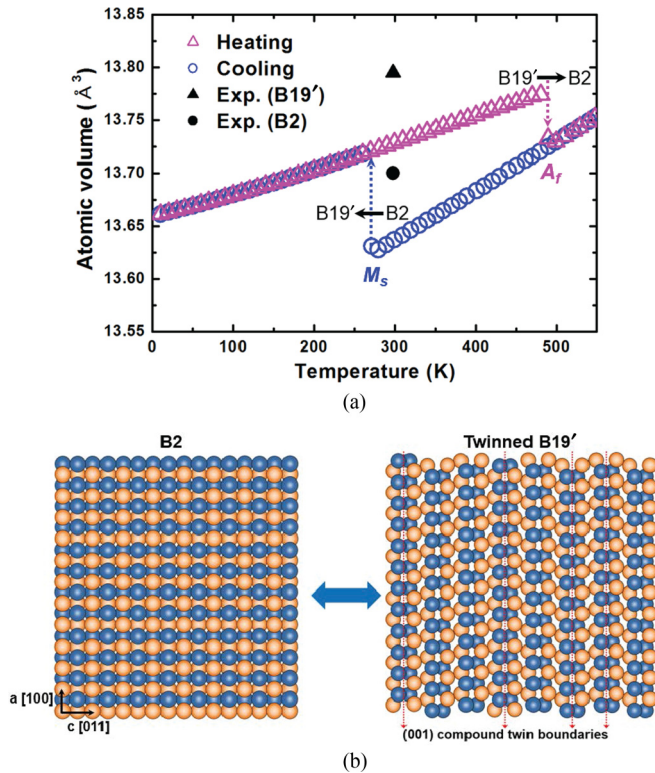 (a)
13.85
13.80
13.75
13.70
13.65
13.60
13.55
Atomic volume (Å³)
Heating
Cooling
Exp. (B19′)
Exp. (B2)
B19′ B2
A_f
B19′ B2
M_s
0 100 200 300 400 500
Temperature (K)
(a)
B2
Twinned B19′
a [100]
c [011]
(001) compound twin boundaries
(b)